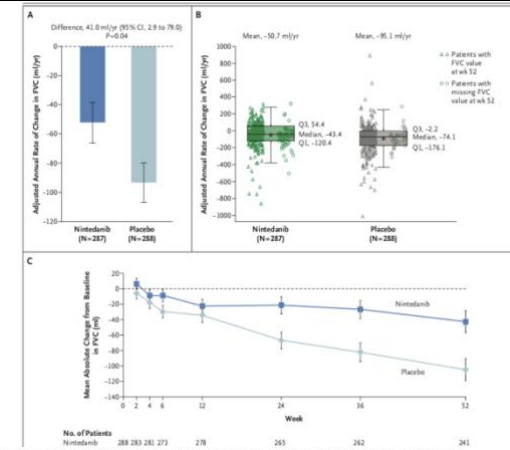 A
Difference, 41.0 ml/yr (95% CI, 2.9 to 79.0)
P=0.04
Adjusted Annual Rate of Change in FVC (ml/yr)
0
-20
-40
-60
-80
-100
-120
Nintedanib
(N=287)
Placebo
(N=288)
B
Mean, -50.7 ml/yr
Mean, -95.1 ml/yr
Adjusted Annual Rate of Change in FVC (ml/yr)
1000
800
600
400
200
0
-200
-400
-600
-800
-1000
Q3, 54.4
Median, -43.4
Q1, -120.4
Q3, -2.2
Median, -74.1
Q1, -176.1
Patients with
FVC value
at wk 52
Patients with
missing FVC
value at wk 52
Nintedanib
(N=287)
Placebo
(N=288)
C
Mean Absolute Change from Baseline
in FVC (ml)
20
0
-20
-40
-60
-80
-100
-120
-140
Nintedanib
Placebo
0 2 4 6 12 24 36 52
Week
No. of Patients
Nintedanib 288 283 281 273 278 265 262 241